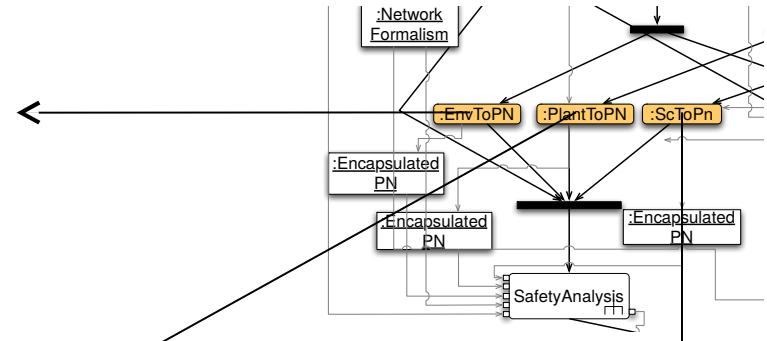 :Network
Formalism
:EnvToPN
:PlantToPN
:ScToPn
:Encapsulated
PN
:Encapsulated
PN
:Encapsulated
PN
SafetyAnalysis